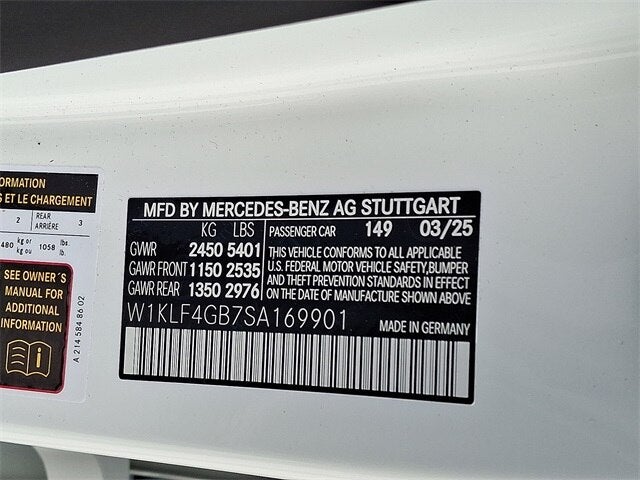 ORMATION
S ET LE CHARGEMENT
2 REAR ARRIÈRE 3
480 kg or kg ou 1058 lbs. lb.
SEE OWNER'S
MANUAL FOR
ADDITIONAL
INFORMATION
A 214 584 86 02
MFD BY MERCEDES-BENZ AG STUTTGART
KG LBS PASSENGER CAR 149 03/25
GVWR 2450 5401
GAWR FRONT 1150 2535
GAWR REAR 1350 2976
THIS VEHICLE CONFORMS TO ALL APPLICABLE
U.S. FEDERAL MOTOR VEHICLE SAFETY,BUMPER
AND THEFT PREVENTION STANDARDS IN EFFECT
ON THE DATE OF MANUFACTURE SHOWN ABOVE
W1KLF4GB7SA169901
MADE IN GERMANY